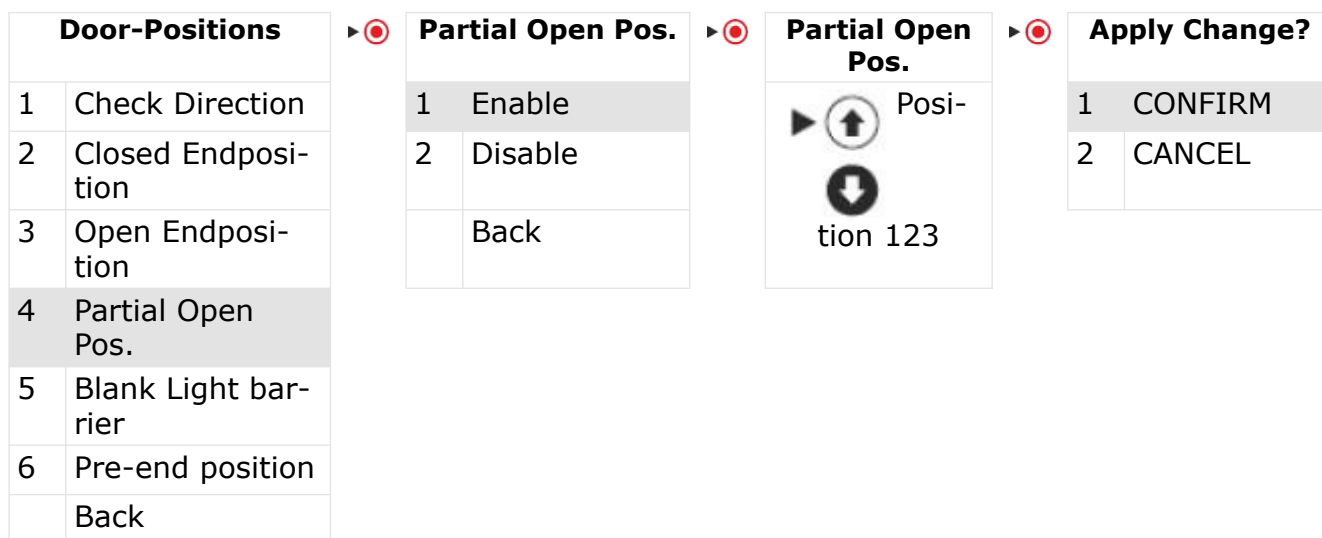 Door-Positions
1 Check Direction
2 Closed Endposi-
tion
3 Open Endposi-
tion
4 Partial Open
Pos.
5 Blank Light bar-
rier
6 Pre-end position
Back
Partial Open Pos.
1 Enable
2 Disable
Back
Partial Open
Pos.
Posi-
tion 123
Apply Change?
1 CONFIRM
2 CANCEL